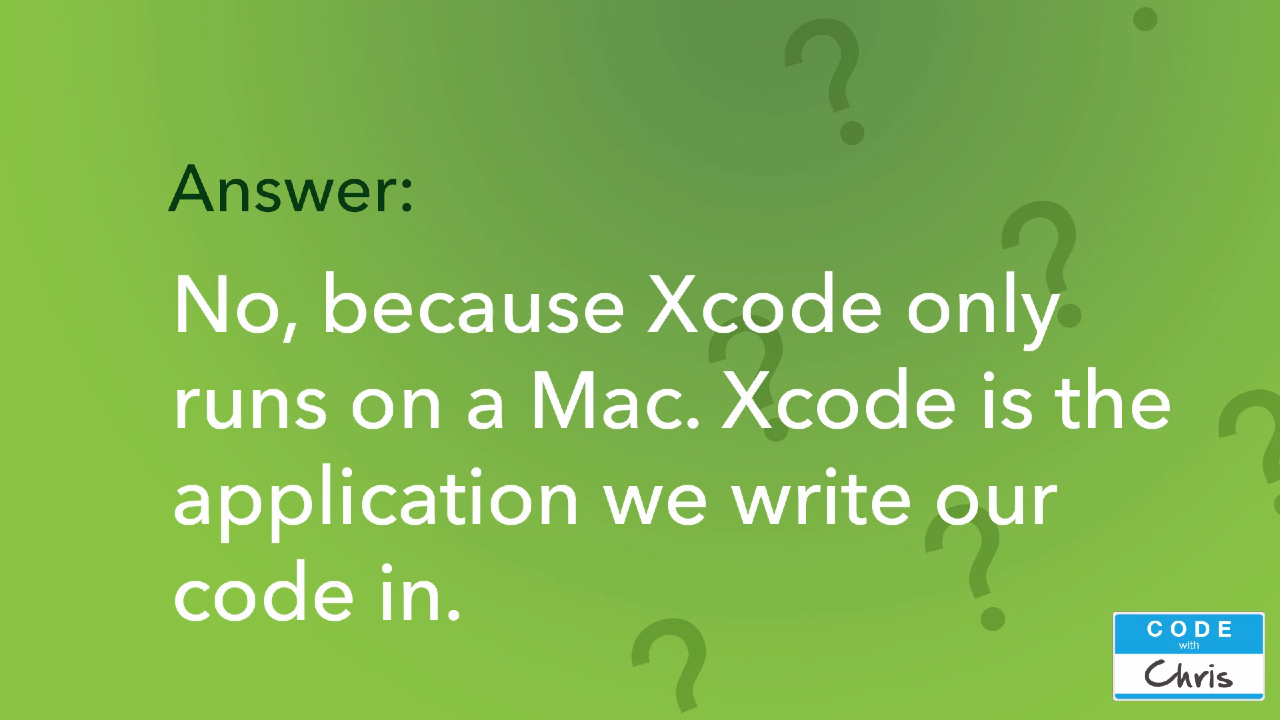 Answer:
No, because Xcode only
runs on a Mac. Xcode is the
application we write our
code in.
CODE
with
Chris